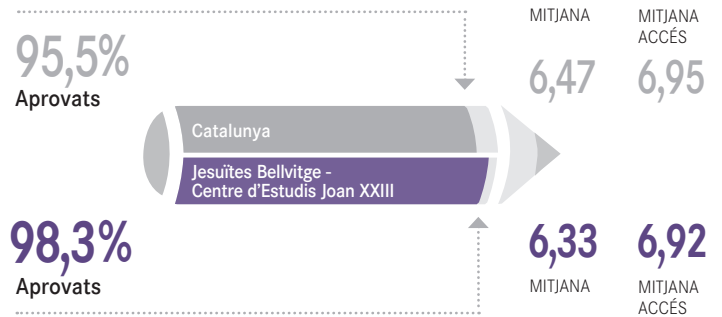 MITJANA
MITJANA
ACCÉS
95,5%
Aprovats
6,47
6,95
Catalunya
Jesuïtes Bellvitge -
Centre d'Estudis Joan XXIII
98,3%
Aprovats
6,33
6,92
MITJANA
MITJANA
ACCÉS